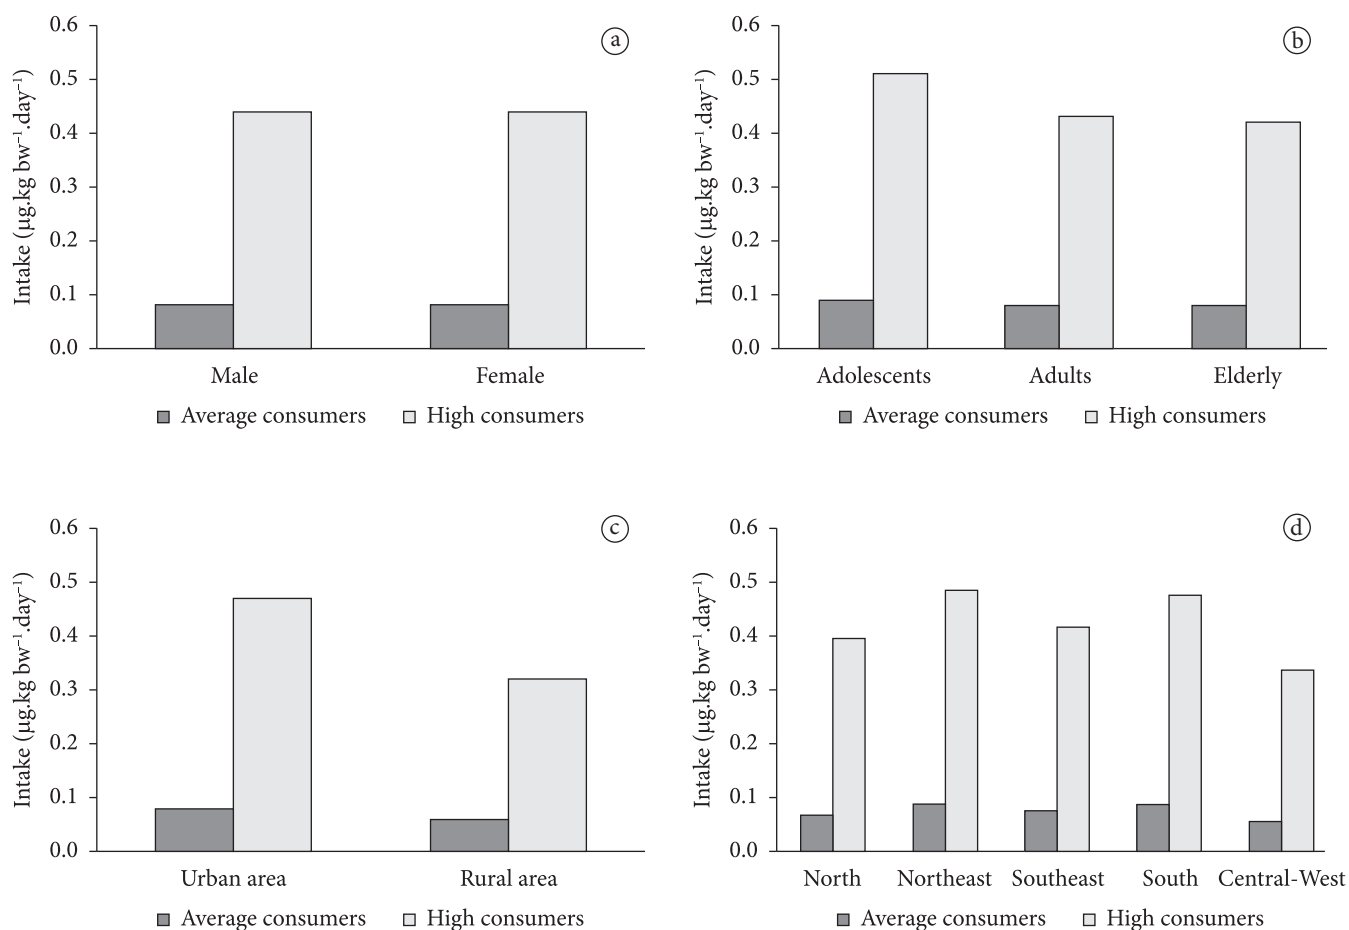 a
Intake (µg.kg bw⁻¹.day⁻¹)
0.6
0.5
0.4
0.3
0.2
0.1
0.0
Male Female
Average consumers High consumers
b
Intake (µg.kg bw⁻¹.day⁻¹)
0.6
0.5
0.4
0.3
0.2
0.1
0.0
Adolescents Adults Elderly
Average consumers High consumers
c
Intake (µg.kg bw⁻¹.day⁻¹)
0.6
0.5
0.4
0.3
0.2
0.1
0.0
Urban area Rural area
Average consumers High consumers
d
Intake (µg.kg bw⁻¹.day⁻¹)
0.6
0.5
0.4
0.3
0.2
0.1
0.0
North Northeast Southeast South Central-West
Average consumers High consumers